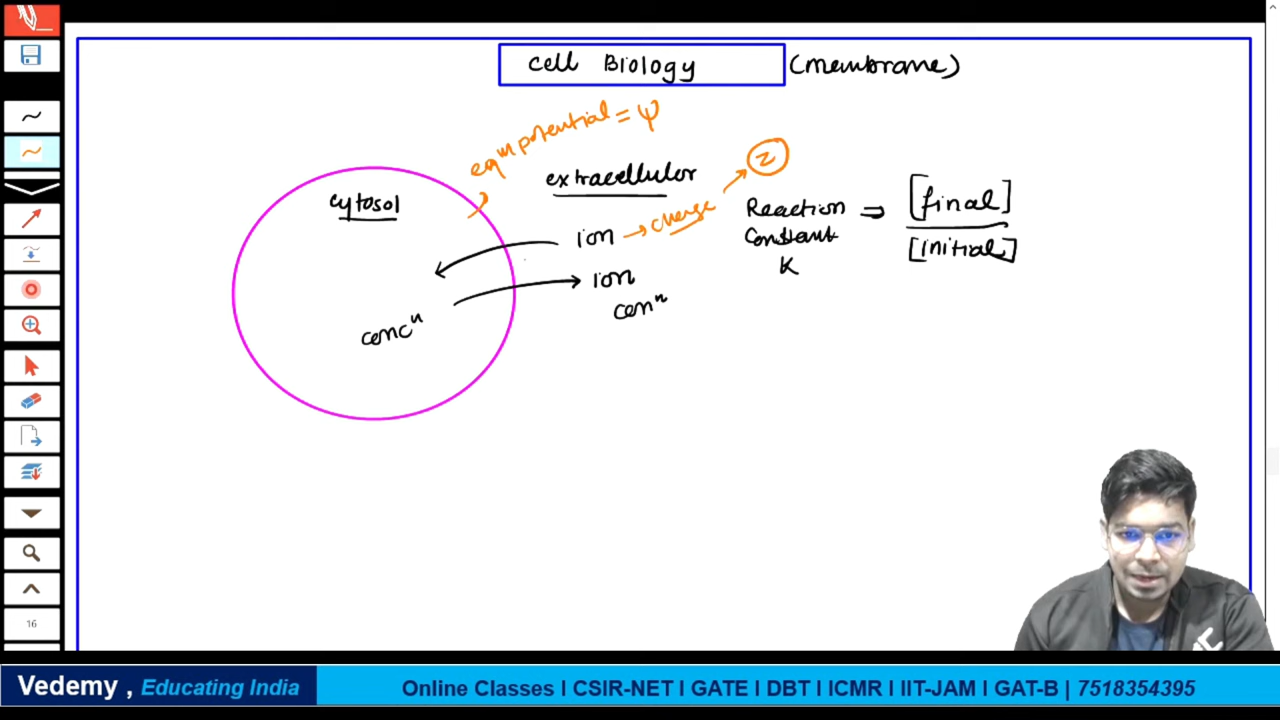 cell Biology (membrane)
eqm potential = ψ
extracellular
z
cytosol
ion → charge
Reaction
Constant
K
⇒ [final]
[initial]
ion
concⁿ
conⁿ
16
Vedemy , Educating India
Online Classes I CSIR-NET I GATE I DBT I ICMR I IIT-JAM I GAT-B | 7518354395